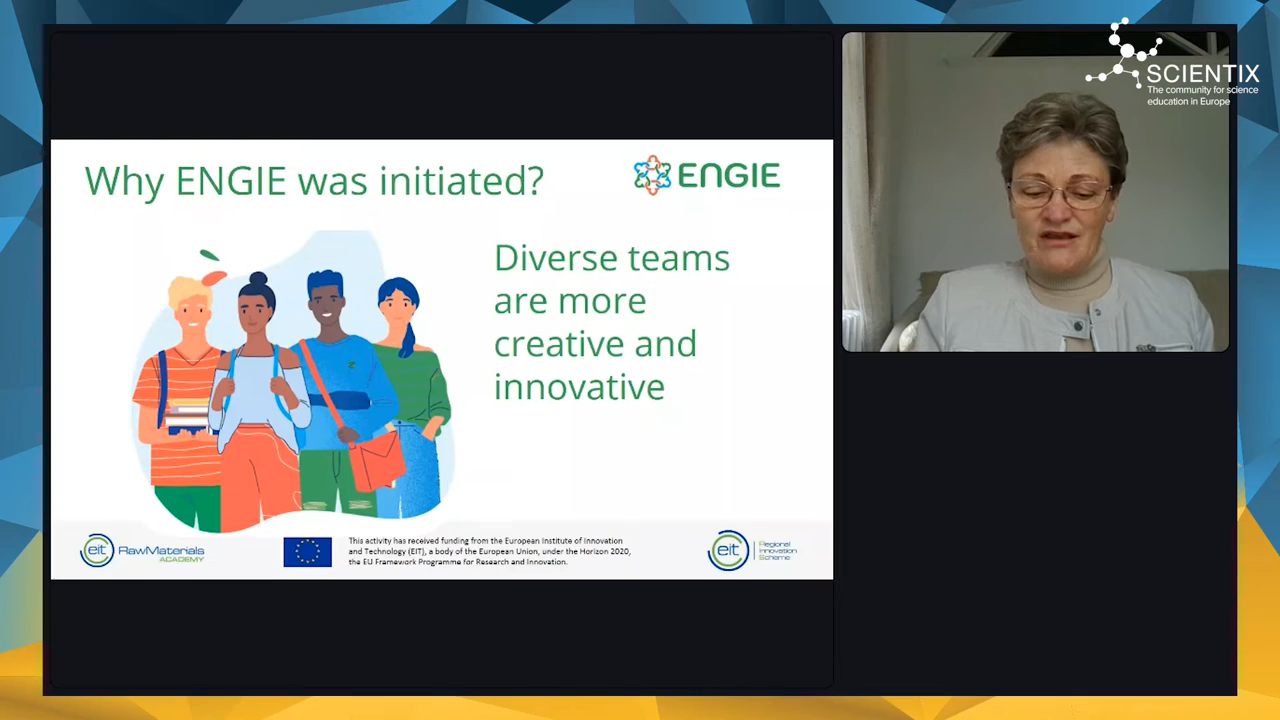 SCIENTIX
The community for science
education in Europe
Why ENGIE was initiated?
ENGIE
Diverse teams
are more
creative and
innovative
eit RawMaterials
ACADEMY
This activity has received funding from the European Institute of Innovation
and Technology (EIT), a body of the European Union, under the Horizon 2020,
the EU Framework Programme for Research and Innovation.
eit
Regional
Innovation
Scheme